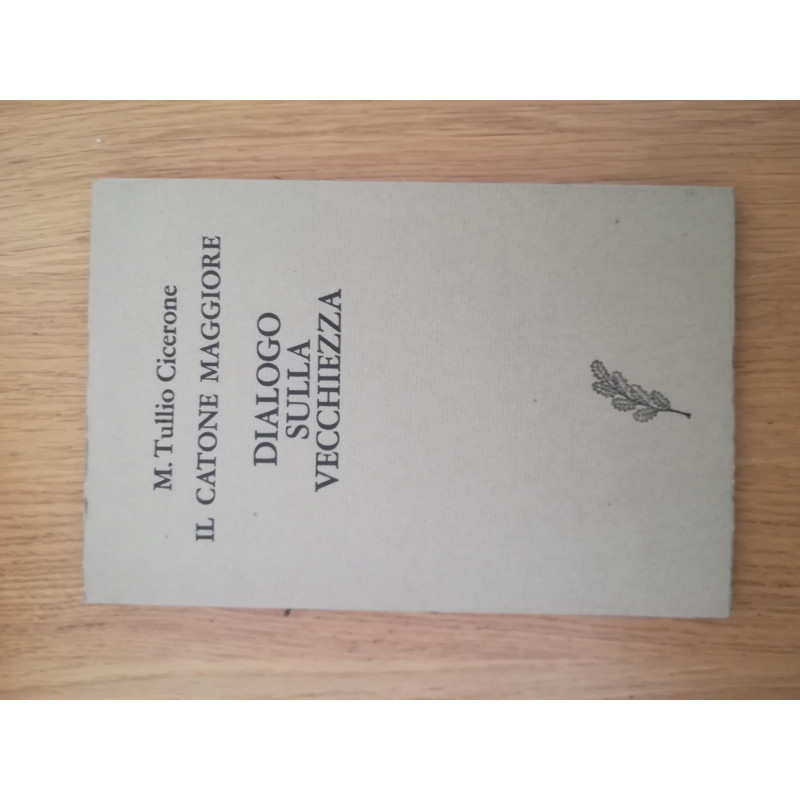 M. Tullio Cicerone
IL CATONE MAGGIORE
DIALOGO
SULLA
VECCHIEZZA